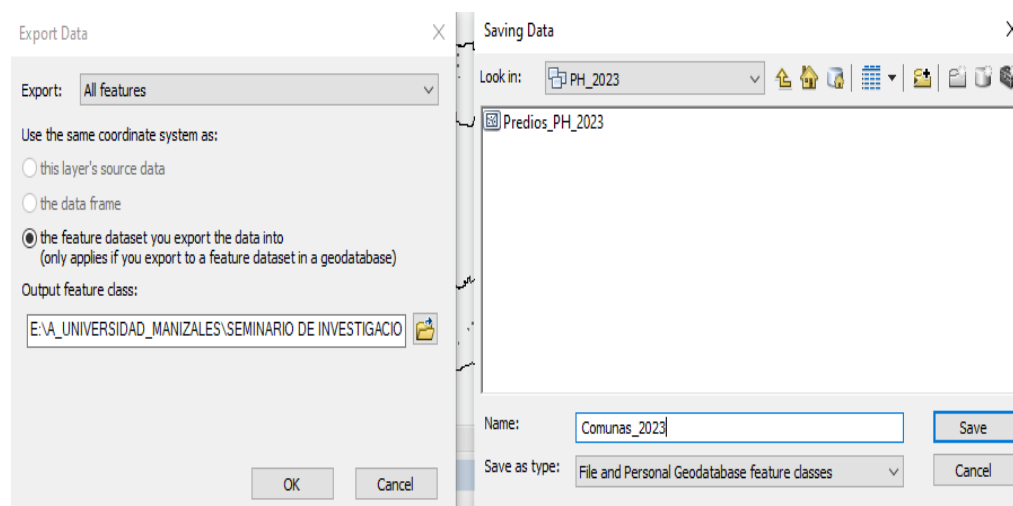 Export Data
Export: All features
Use the same coordinate system as:
this layer's source data
the data frame
the feature dataset you export the data into
(only applies if you export to a feature dataset in a geodatabase)
Output feature class:
E:\A_UNIVERSIDAD_MANIZALES\SEMINARIO DE INVESTIGACIO
OK Cancel
Saving Data
Look in: PH_2023
Predios_PH_2023
Name: Comunas_2023 Save
Save as type: File and Personal Geodatabase feature classes Cancel